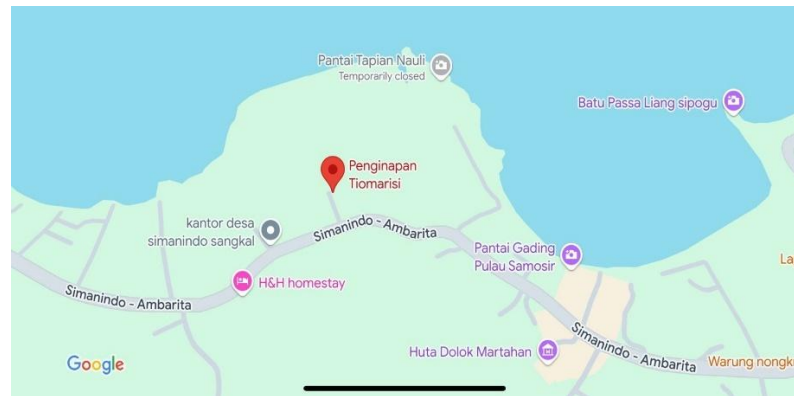 Pantai Tapian Nauli
Temporarily closed
Batu Passa Liang sipogu
Penginapan
Tiomarisi
kantor desa
simanindo sangkal
Simanindo - Ambarita
Pantai Gading
Pulau Samosir
La
H&H homestay
Simanindo - Ambarita
Simanindo - Ambarita
Huta Dolok Martahan
Warung nongk
Google